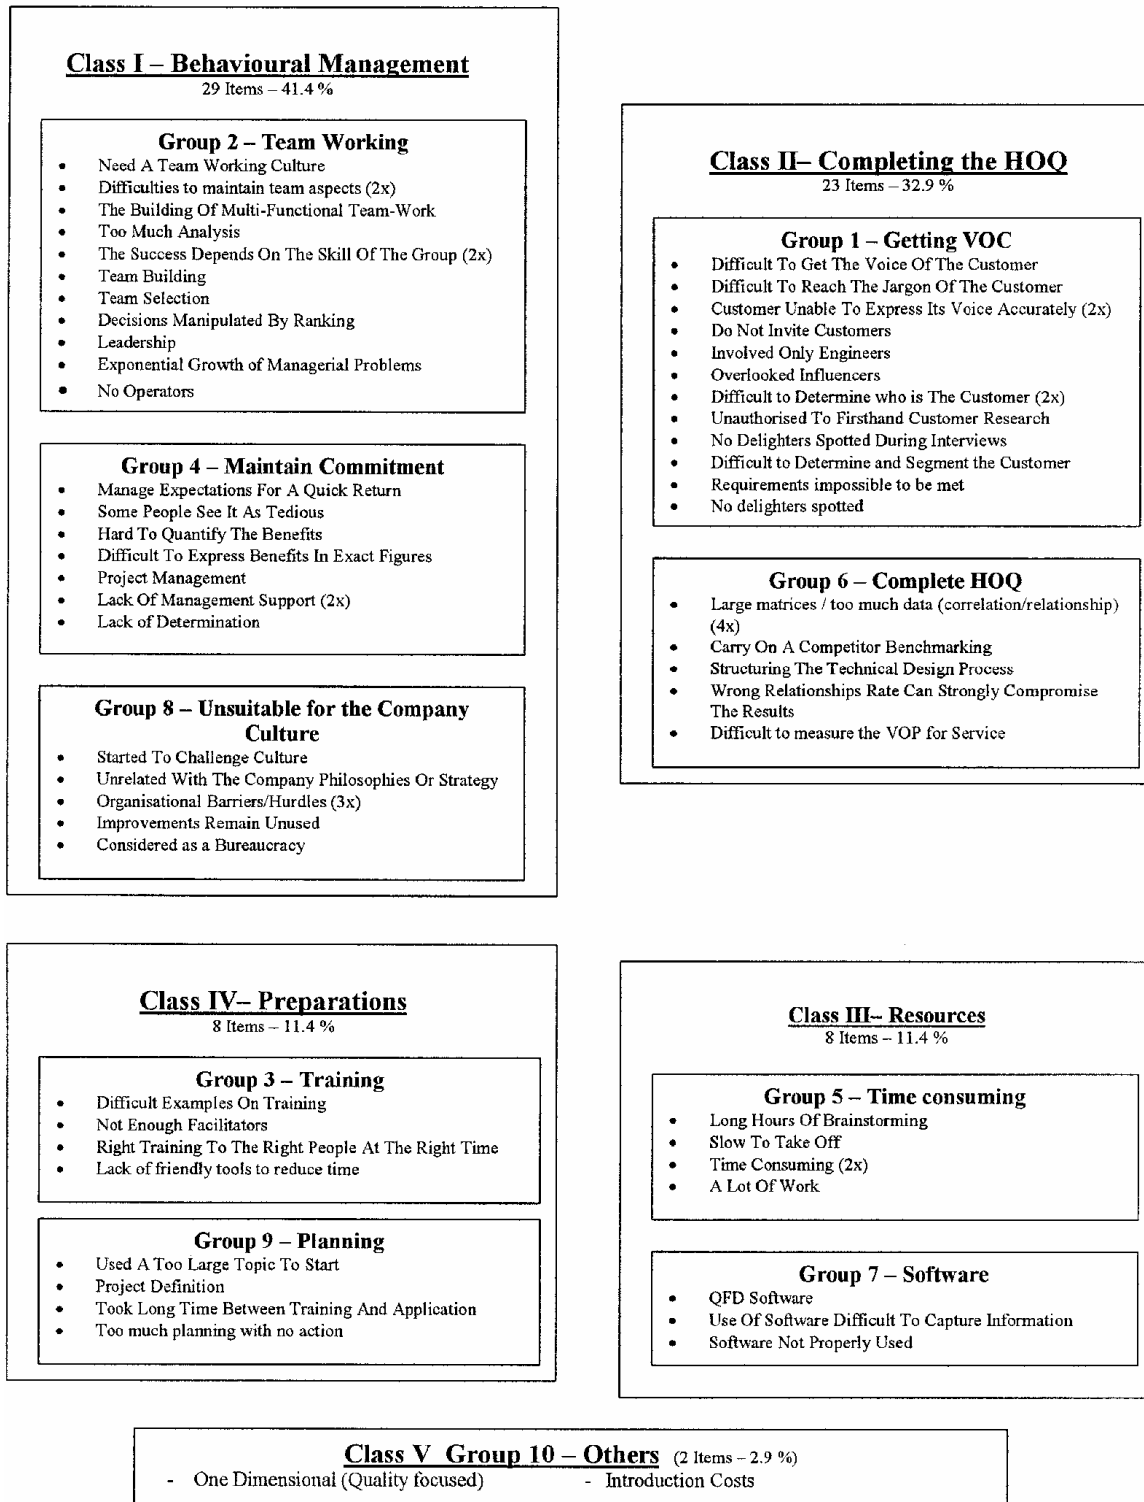 Class I – Behavioural Management
29 Items – 41.4 %
Group 2 – Team Working
• Need A Team Working Culture
• Difficulties to maintain team aspects (2x)
• The Building Of Multi-Functional Team-Work
• Too Much Analysis
• The Success Depends On The Skill Of The Group (2x)
• Team Building
• Team Selection
• Decisions Manipulated By Ranking
• Leadership
• Exponential Growth of Managerial Problems
• No Operators
Group 4 – Maintain Commitment
• Manage Expectations For A Quick Return
• Some People See It As Tedious
• Hard To Quantify The Benefits
• Difficult To Express Benefits In Exact Figures
• Project Management
• Lack Of Management Support (2x)
• Lack of Determination
Group 8 – Unsuitable for the Company
Culture
• Started To Challenge Culture
• Unrelated With The Company Philosophies Or Strategy
• Organisational Barriers/Hurdles (3x)
• Improvements Remain Unused
• Considered as a Bureaucracy
Class II– Completing the HOQ
23 Items – 32.9 %
Group 1 – Getting VOC
• Difficult To Get The Voice Of The Customer
• Difficult To Reach The Jargon Of The Customer
• Customer Unable To Express Its Voice Accurately (2x)
• Do Not Invite Customers
• Involved Only Engineers
• Overlooked Influencers
• Difficult to Determine who is The Customer (2x)
• Unauthorised To Firsthand Customer Research
• No Delighters Spotted During Interviews
• Difficult to Determine and Segment the Customer
• Requirements impossible to be met
• No delighters spotted
Group 6 – Complete HOQ
• Large matrices / too much data (correlation/relationship)
(4x)
• Carry On A Competitor Benchmarking
• Structuring The Technical Design Process
• Wrong Relationships Rate Can Strongly Compromise
The Results
• Difficult to measure the VOP for Service
Class IV– Preparations
8 Items – 11.4 %
Group 3 – Training
• Difficult Examples On Training
• Not Enough Facilitators
• Right Training To The Right People At The Right Time
• Lack of friendly tools to reduce time
Group 9 – Planning
• Used A Too Large Topic To Start
• Project Definition
• Took Long Time Between Training And Application
• Too much planning with no action
Class III– Resources
8 Items – 11.4 %
Group 5 – Time consuming
• Long Hours Of Brainstorming
• Slow To Take Off
• Time Consuming (2x)
• A Lot Of Work
Group 7 – Software
• QFD Software
• Use Of Software Difficult To Capture Information
• Software Not Properly Used
Class V Group 10 – Others (2 Items – 2.9 %)
- One Dimensional (Quality focused) - Introduction Costs